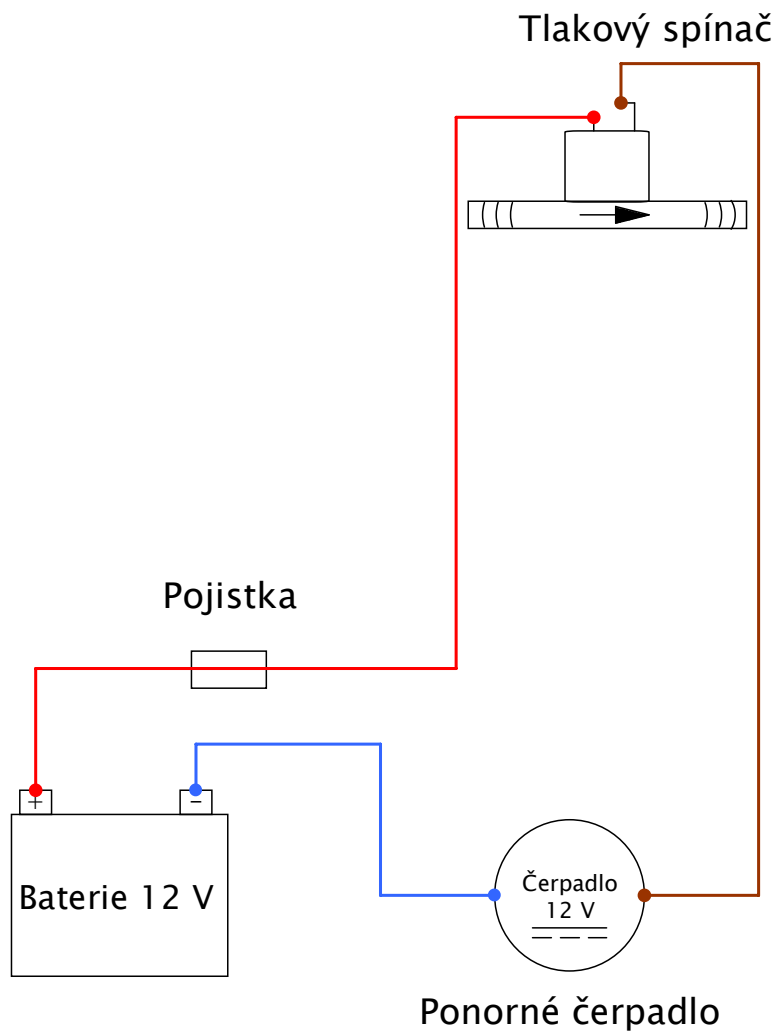 Tlakový spínač
Pojistka
+ −
Baterie 12 V
Čerpadlo
12 V
Ponorné čerpadlo